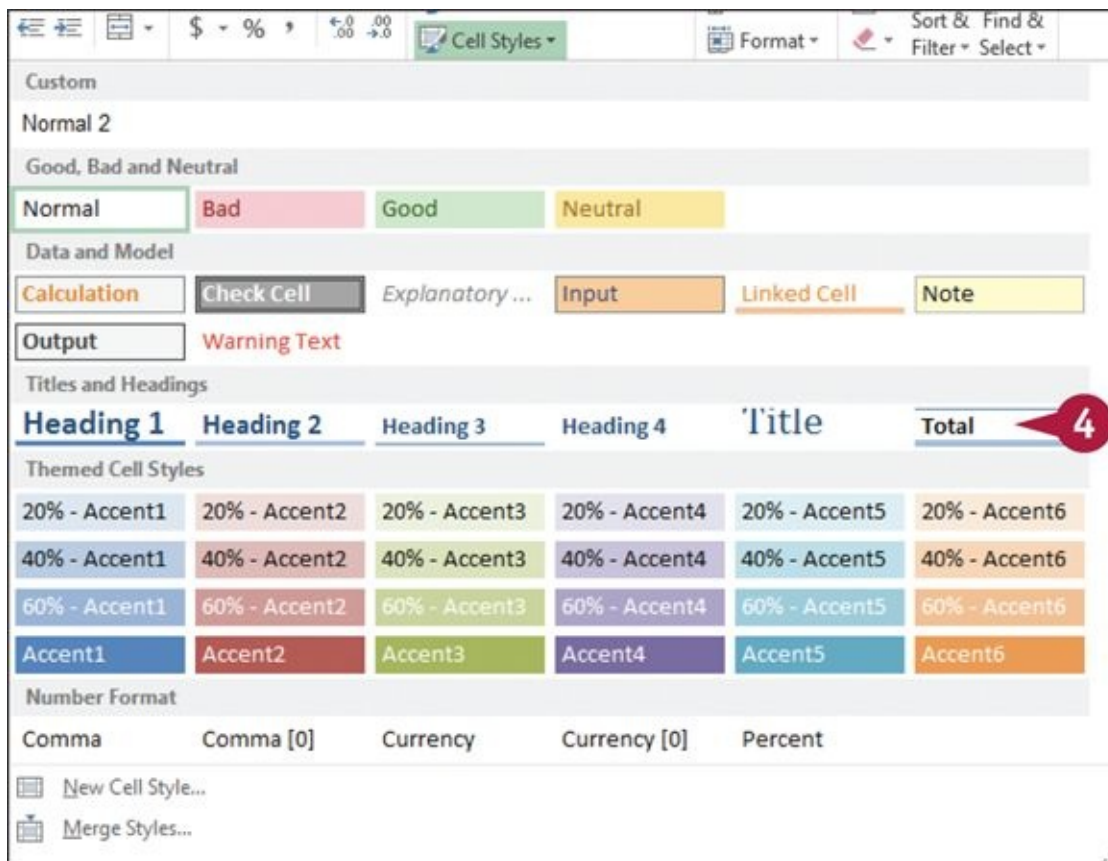 $ % , .00 .00
Sort & Find &
Cell Styles Format Filter Select
Custom
Normal 2
Good, Bad and Neutral
Normal Bad Good Neutral
Data and Model
Calculation Check Cell Explanatory ... Input Linked Cell Note
Output Warning Text
Titles and Headings
Heading 1 Heading 2 Heading 3 Heading 4 Title Total 4
Themed Cell Styles
20% - Accent1 20% - Accent2 20% - Accent3 20% - Accent4 20% - Accent5 20% - Accent6
40% - Accent1 40% - Accent2 40% - Accent3 40% - Accent4 40% - Accent5 40% - Accent6
60% - Accent1 60% - Accent2 60% - Accent3 60% - Accent4 60% - Accent5 60% - Accent6
Accent1 Accent2 Accent3 Accent4 Accent5 Accent6
Number Format
Comma Comma [0] Currency Currency [0] Percent
New Cell Style...
Merge Styles...